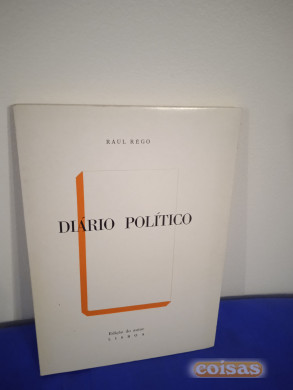 RAUL REGO
DIÁRIO POLÍTICO
Edição do autor
LISBOA
coisas